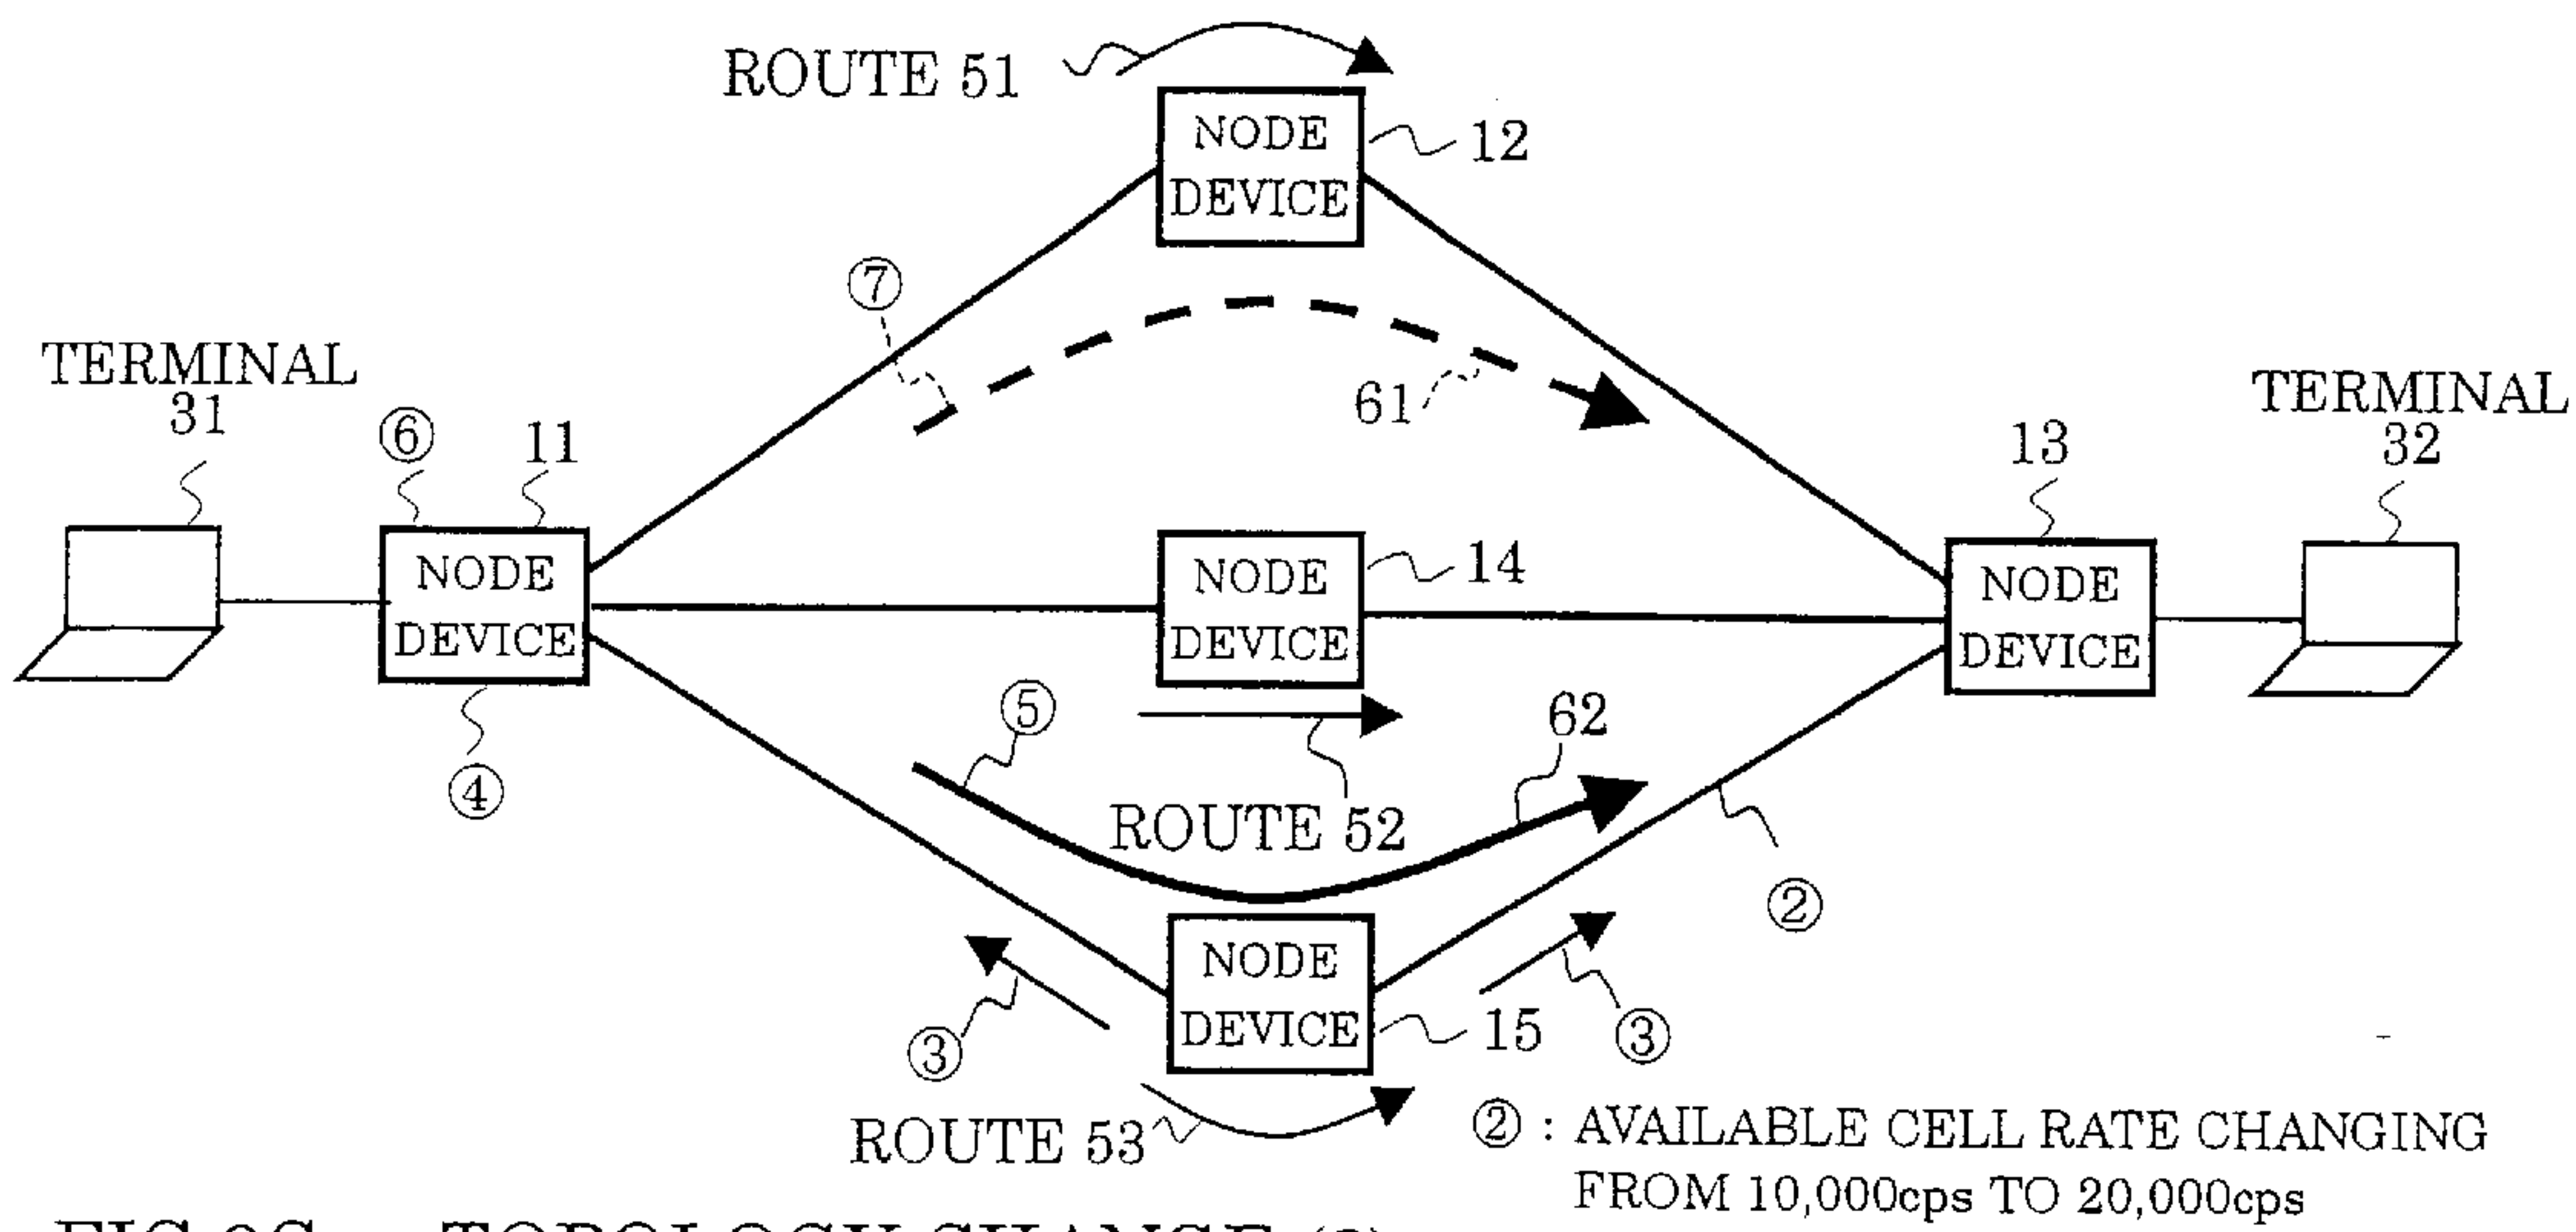 ROUTE 51
NODE
DEVICE
12
⑦
TERMINAL
31
⑥
11
61
TERMINAL
32
13
NODE
DEVICE
NODE
DEVICE
14
NODE
DEVICE
④
⑤
62
ROUTE 52
②
NODE
DEVICE
③
15
③
ROUTE 53
② : AVAILABLE CELL RATE CHANGING
FROM 10,000cps TO 20,000cps